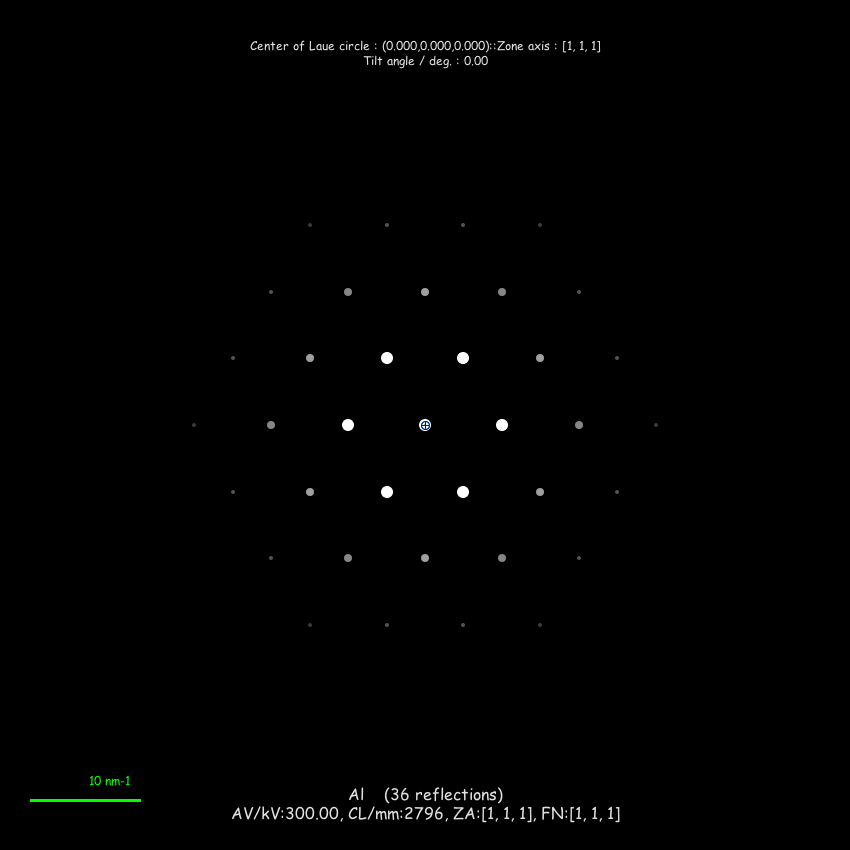 Center of Laue circle : (0.000,0.000,0.000)::Zone axis : [1, 1, 1]
Tilt angle / deg. : 0.00
10 nm-1
Al (36 reflections)
AV/kV:300.00, CL/mm:2796, ZA:[1, 1, 1], FN:[1, 1, 1]